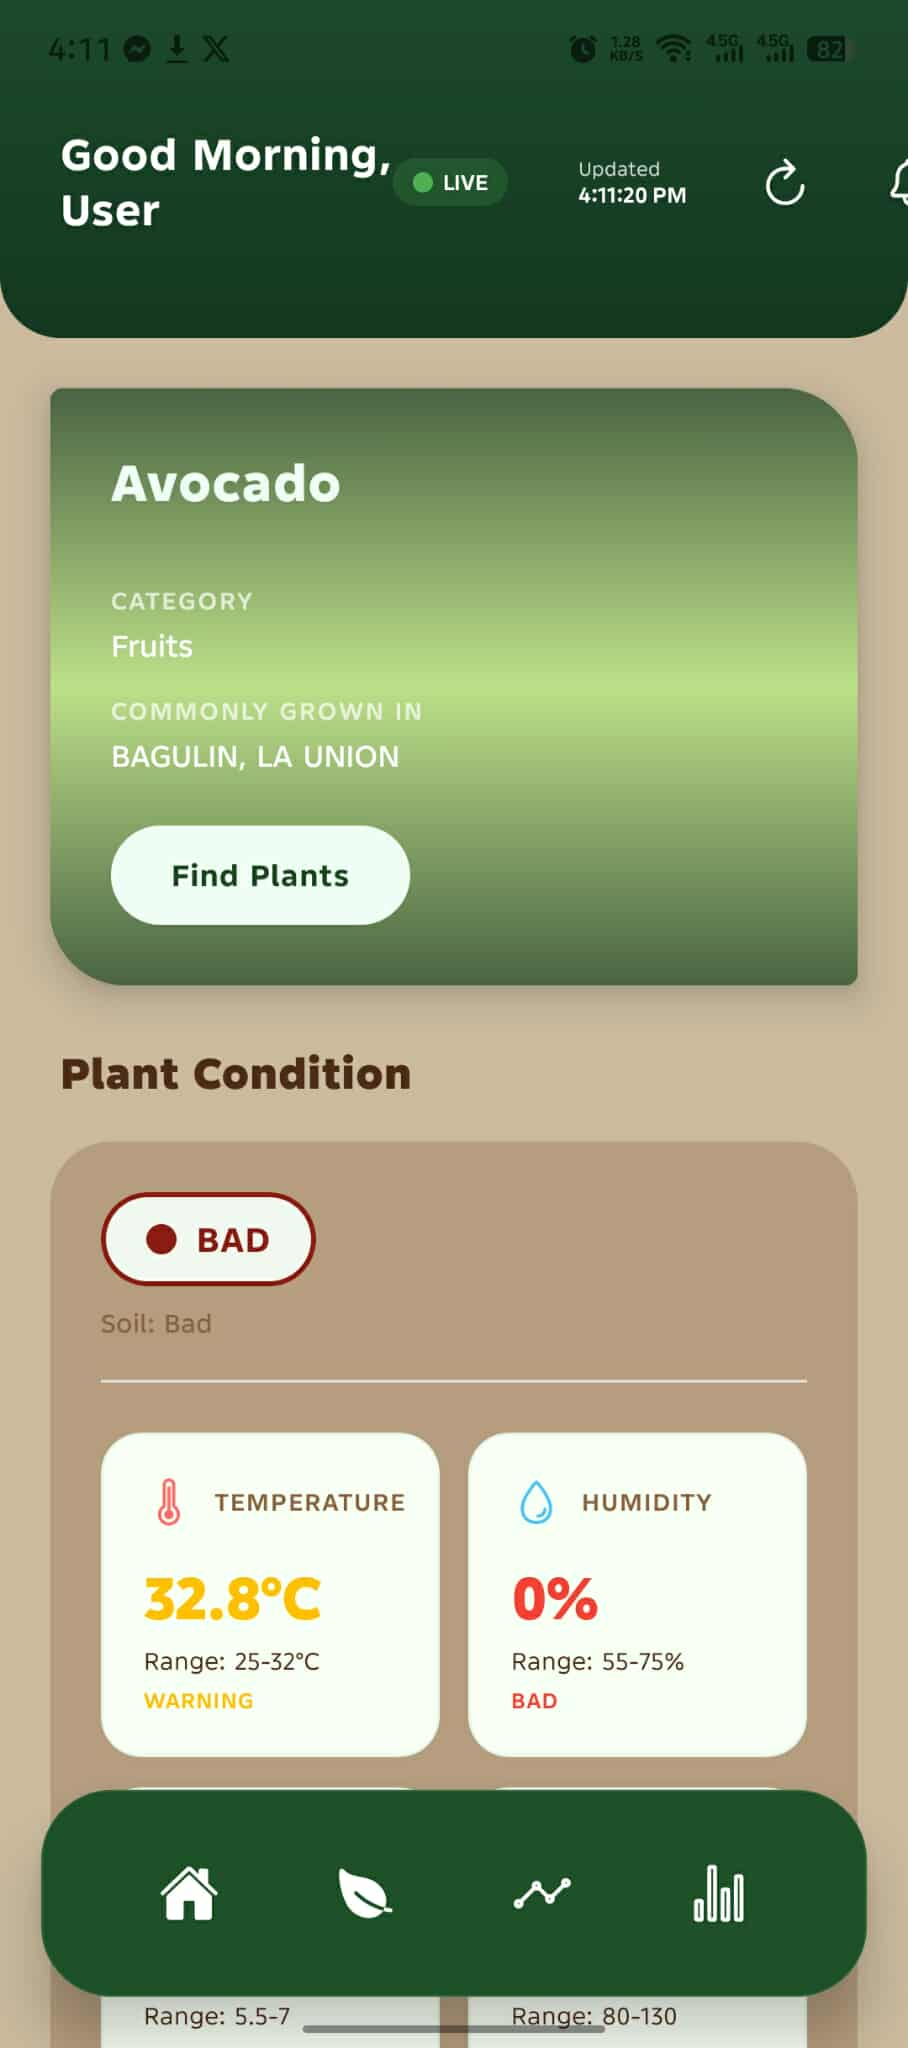 4:11
1.28 KB/S 4.5G 4.5G 82
Good Morning,
User
LIVE
Updated
4:11:20 PM
Avocado
CATEGORY
Fruits
COMMONLY GROWN IN
BAGULIN, LA UNION
Find Plants
Plant Condition
BAD
Soil: Bad
TEMPERATURE
32.8°C
Range: 25-32°C
WARNING
HUMIDITY
0%
Range: 55-75%
BAD
Range: 5.5-7
Range: 80-130